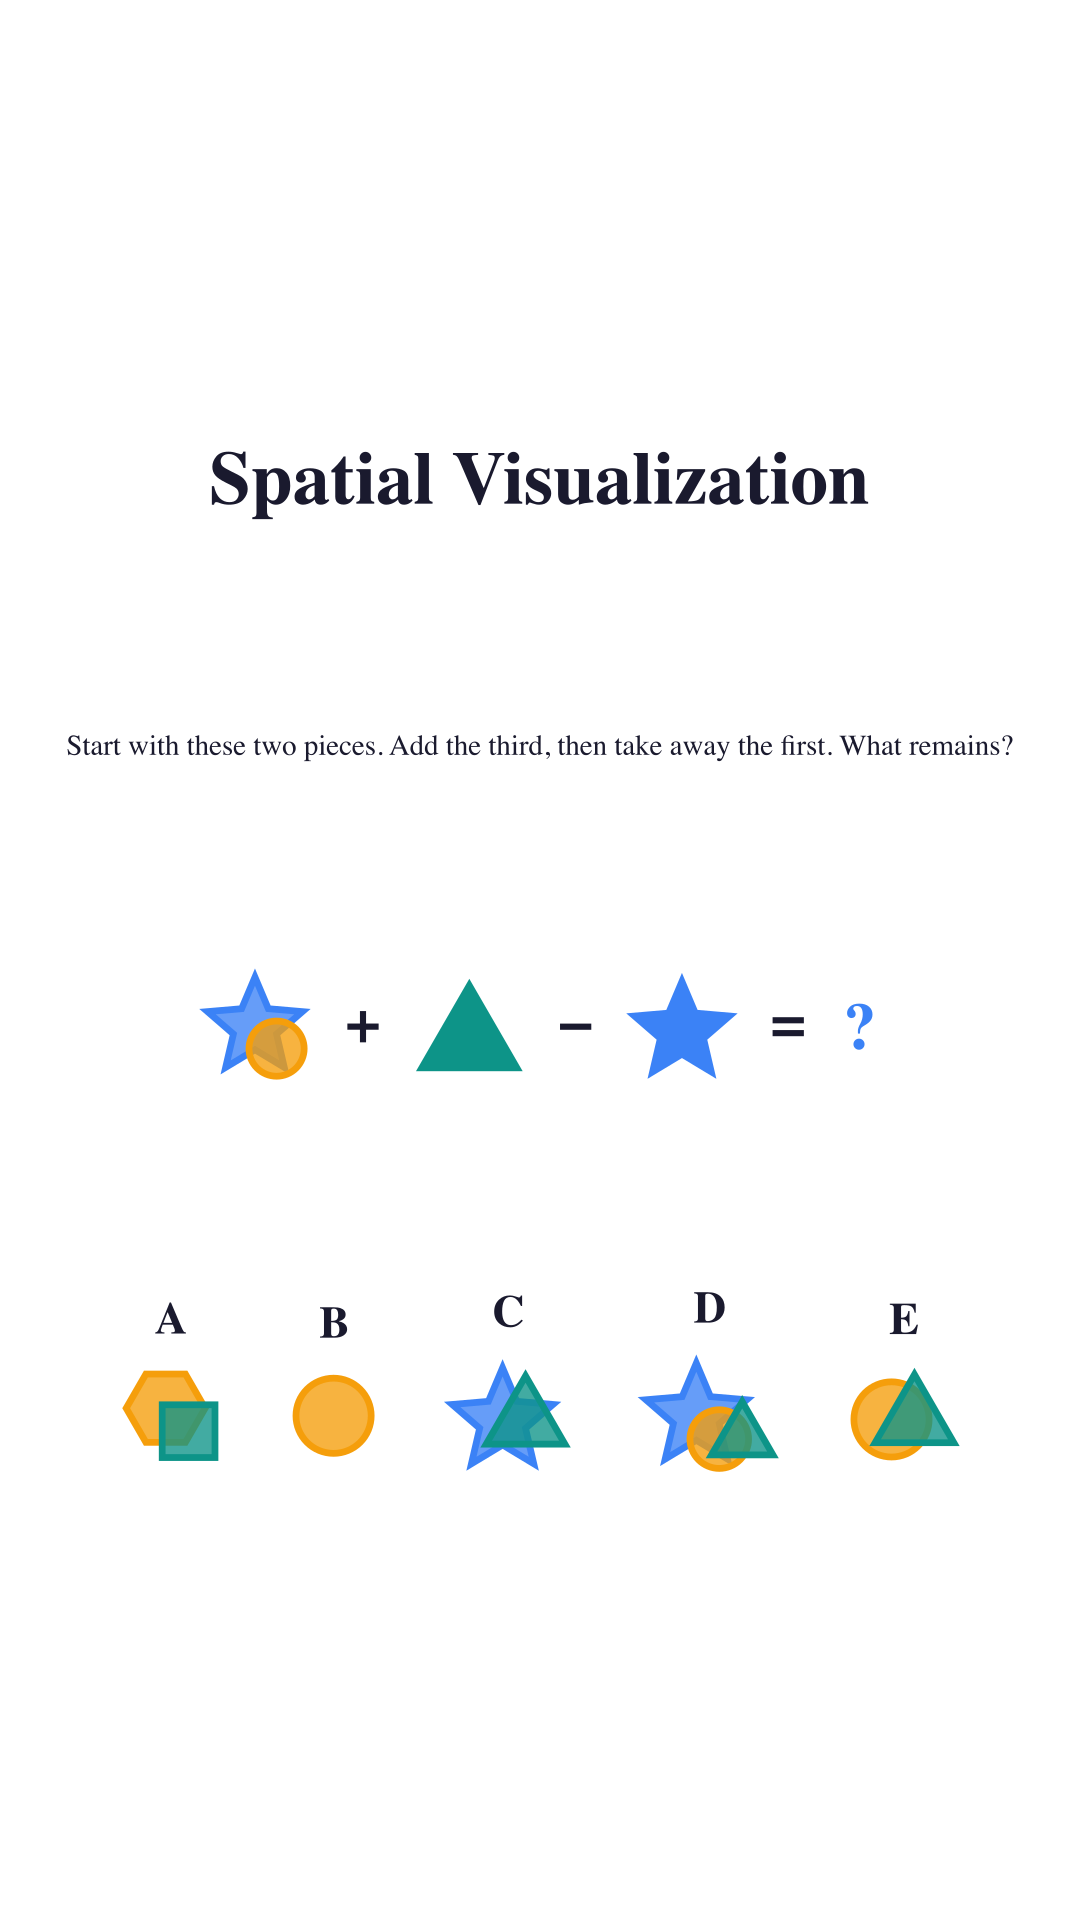 Spatial Visualization
Start with these two pieces. Add the third, then take away the first. What remains?
+ − = ?
A B C D E